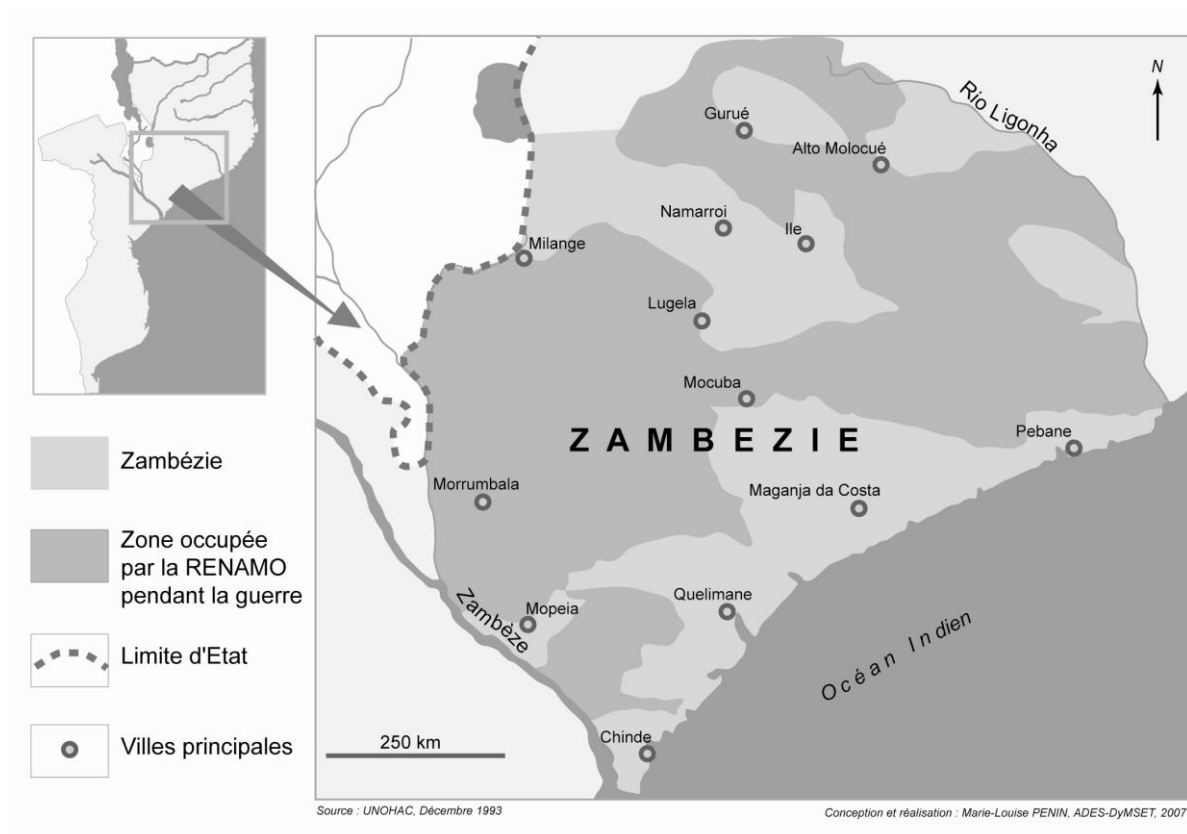 N
Rio Ligonha
Gurué
Alto Molocué
Namarroi
Ile
Milange
Lugela
Mocuba
ZAMBEZIE
Pebane
Morrumbala
Maganja da Costa
Zambèze
Mopeia
Quelimane
Océan Indien
Chinde
250 km
Zambézie
Zone occupée
par la RENAMO
pendant la guerre
Limite d'Etat
Villes principales
Source : UNOHAC, Décembre 1993
Conception et réalisation : Marie-Louise PENIN, ADES-DyMSET, 2007